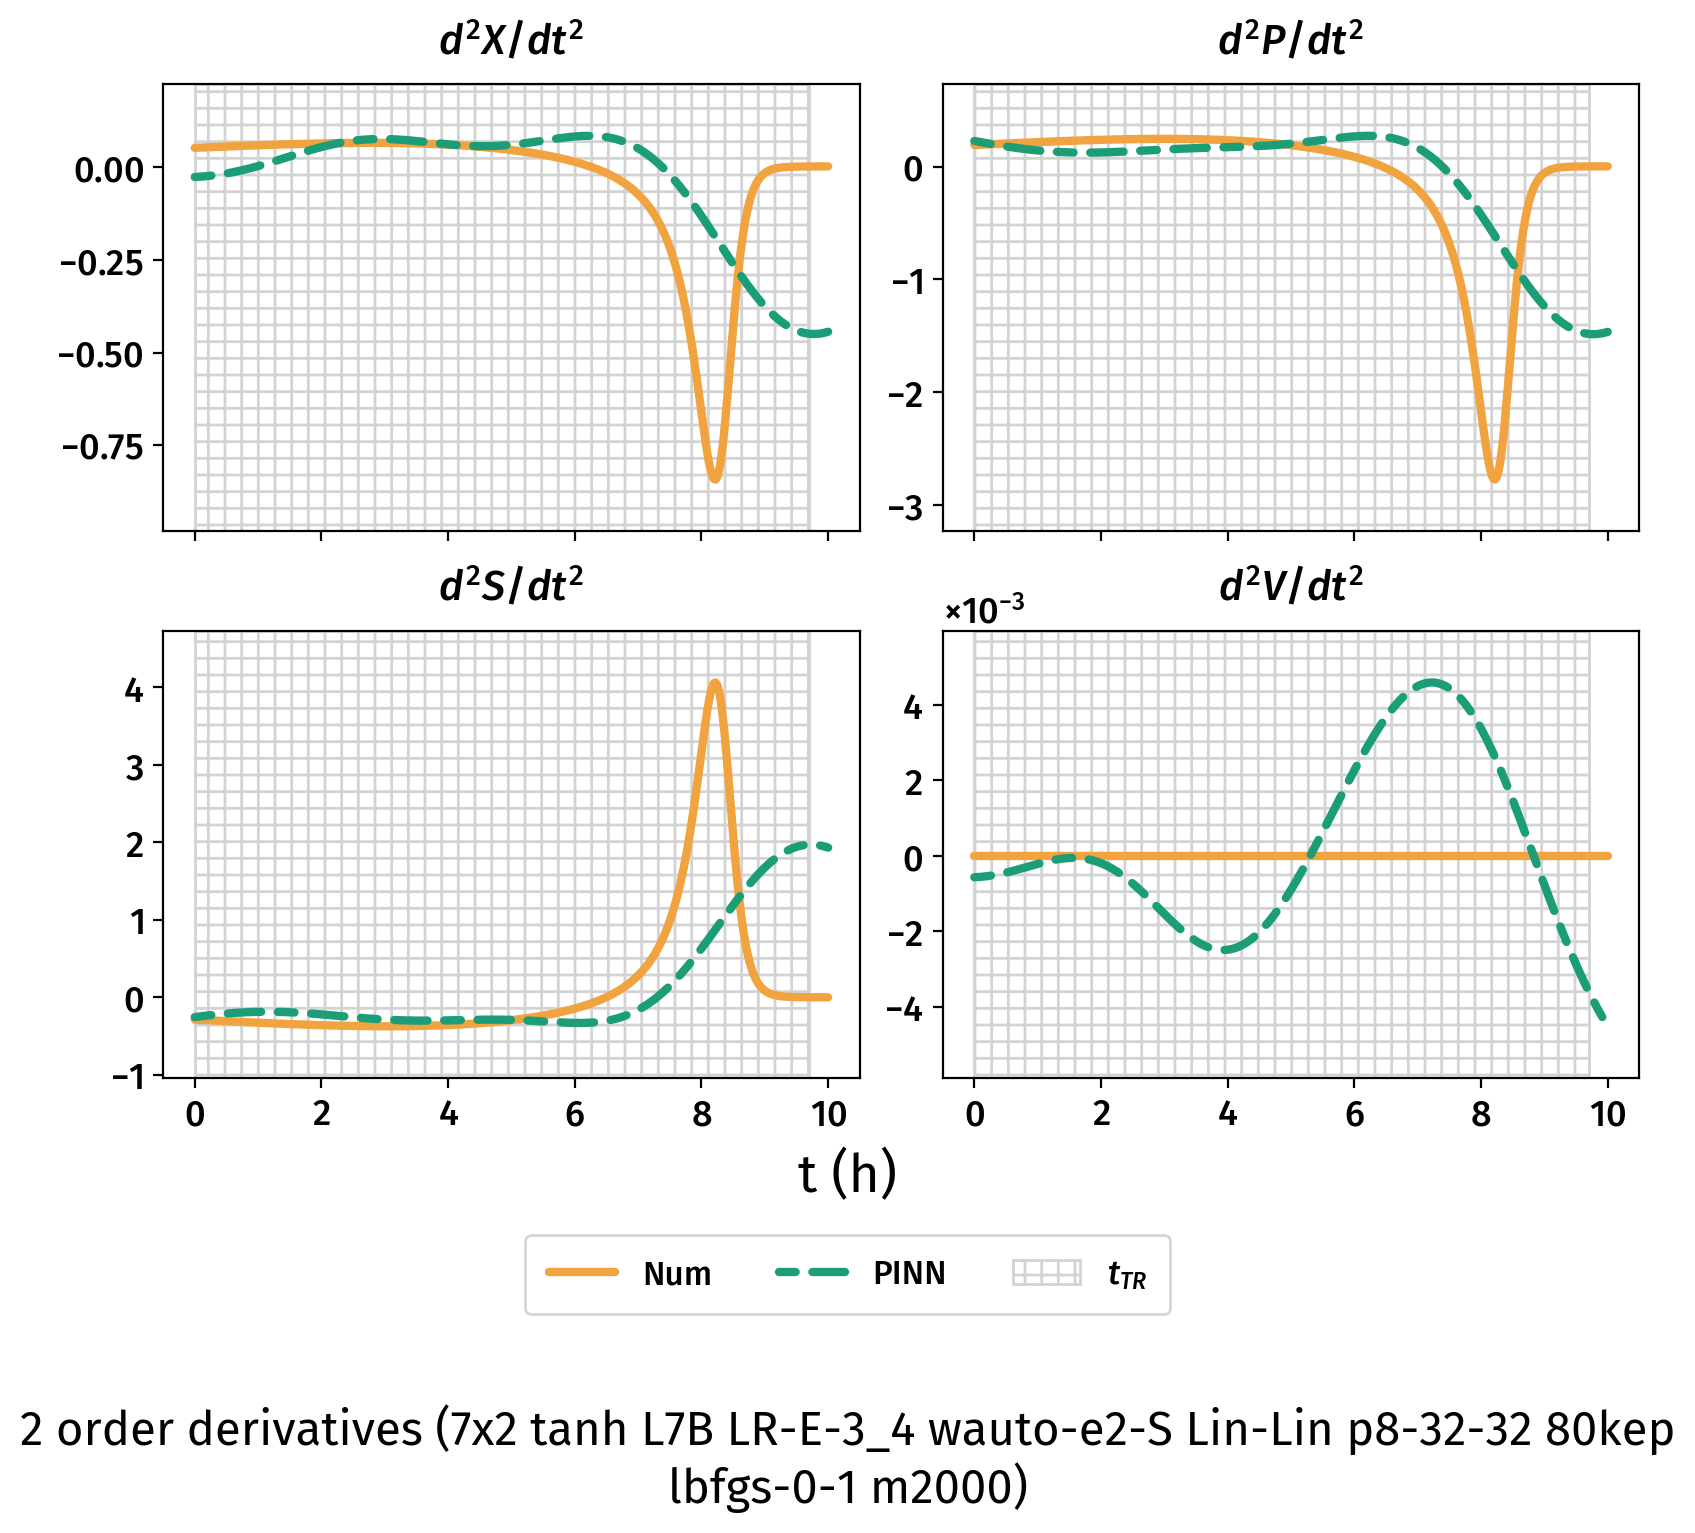 d²X/dt²
d²P/dt²
0.00
−0.25
−0.50
−0.75
0
−1
−2
−3
d²S/dt²
d²V/dt²
×10⁻³
4
3
2
1
0
−1
4
2
0
−2
−4
0 2 4 6 8 10
0 2 4 6 8 10
t (h)
Num PINN t_TR
2 order derivatives (7x2 tanh L7B LR-E-3_4 wauto-e2-S Lin-Lin p8-32-32 80kep
lbfgs-0-1 m2000)